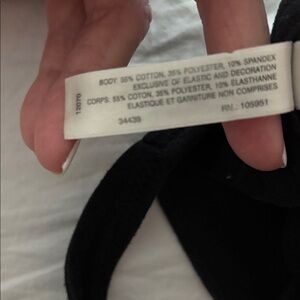 BODY: 55% COTTON, 35% POLYESTER, 10% SPANDEX
EXCLUSIVE OF ELASTIC AND DECORATION
CORPS: 55% COTON, 35% POLYESTER, 10% ELASTHANNE
ELASTIQUE ET GARNITURE NON COMPRISES
34439 RN.: 105951
12070